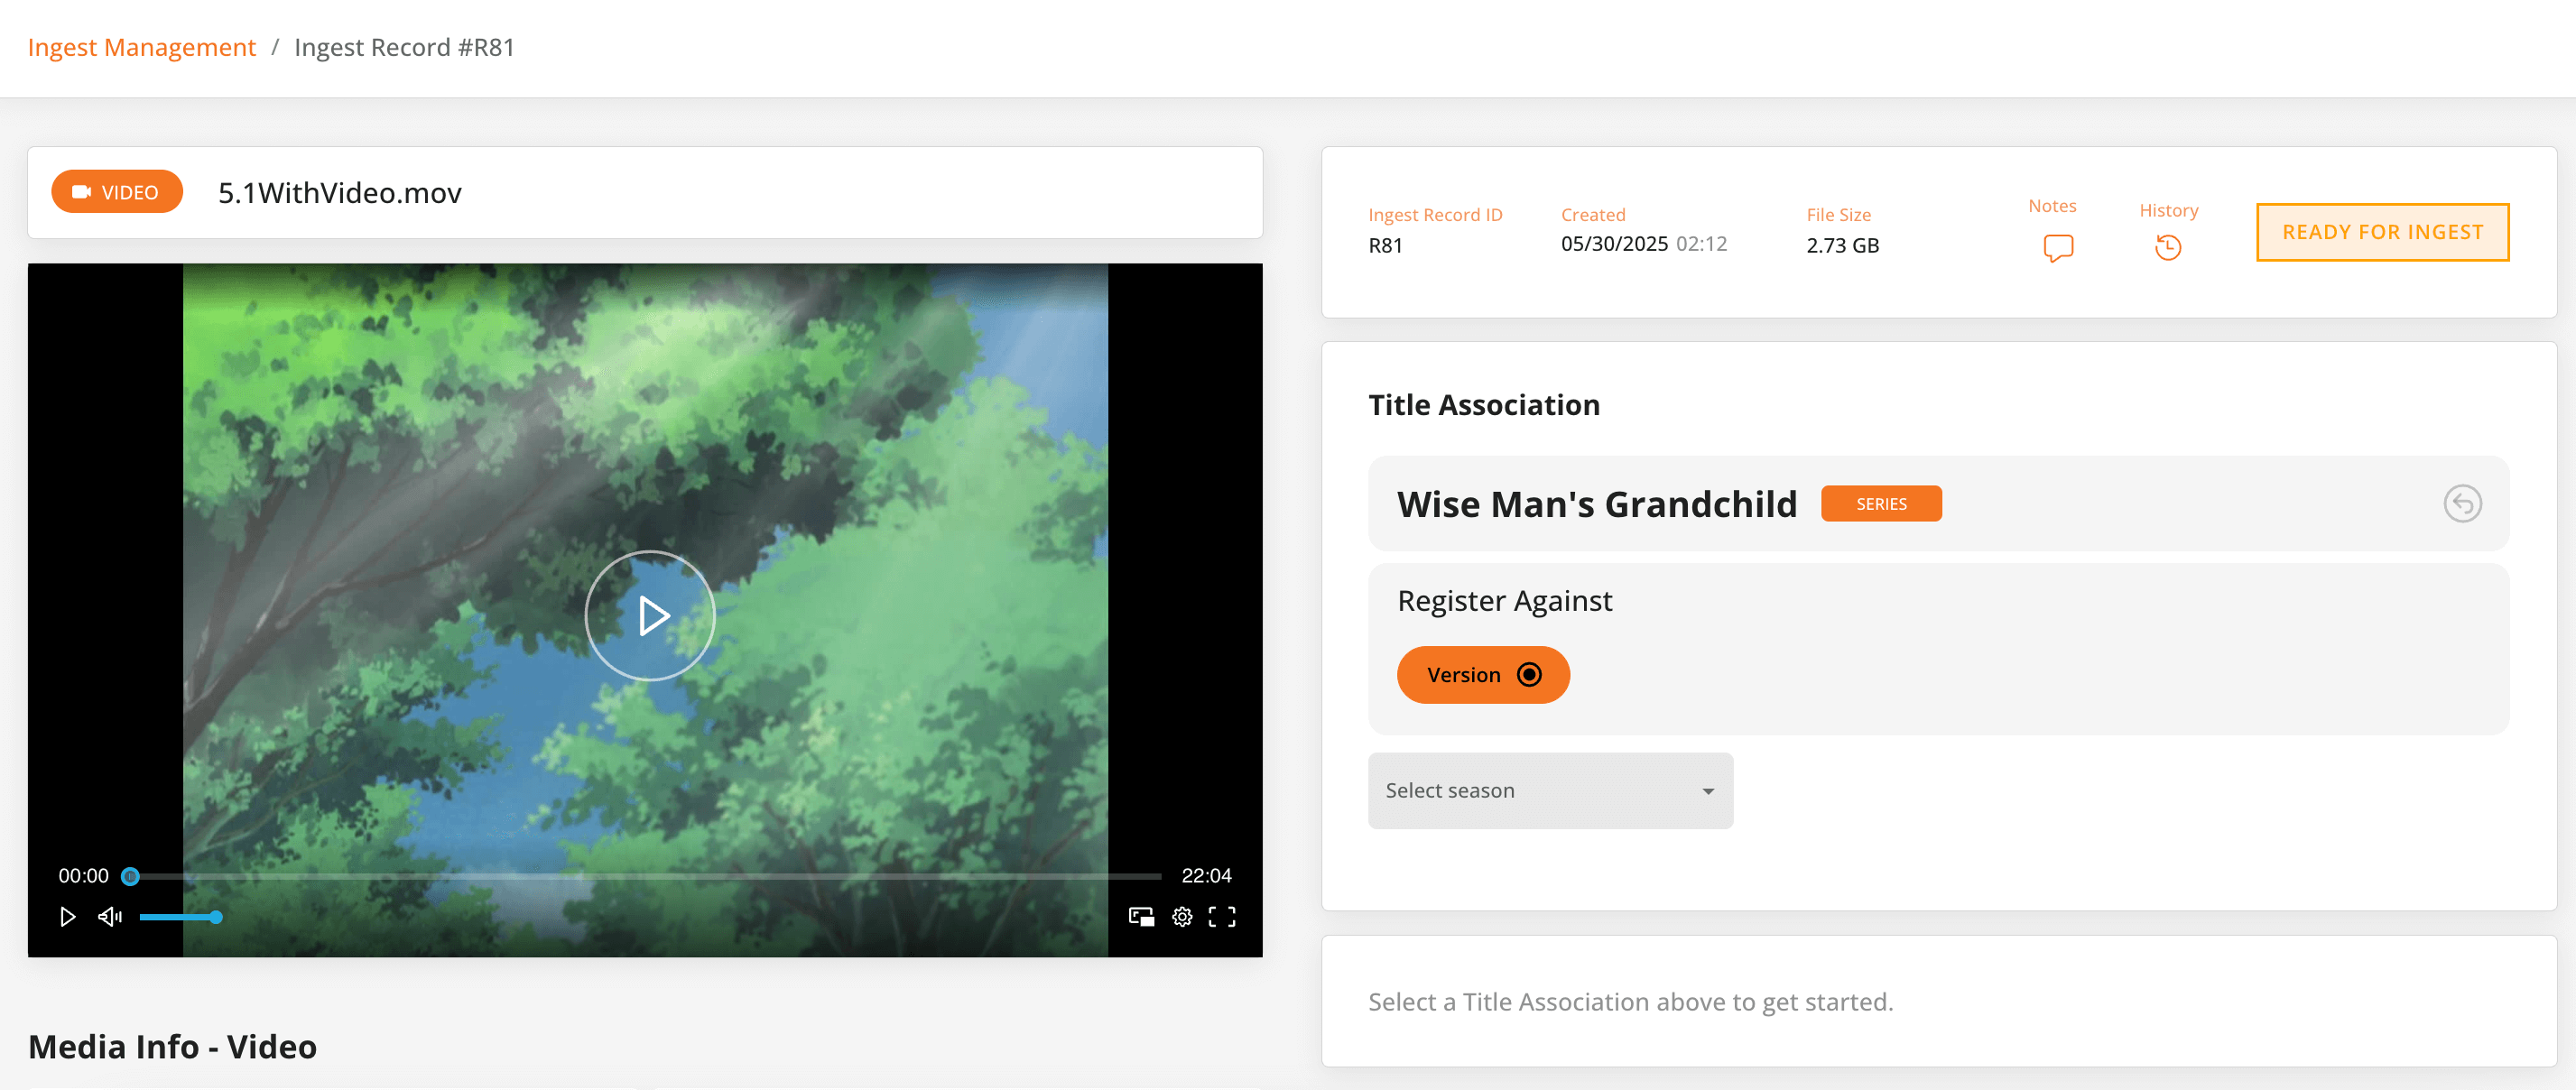 Ingest Management / Ingest Record #R81
VIDEO 5.1WithVideo.mov
00:00 22:04
Media Info - Video
Ingest Record ID
R81
Created
05/30/2025 02:12
File Size
2.73 GB
Notes
History
READY FOR INGEST
Title Association
Wise Man's Grandchild SERIES
Register Against
Version
Select season
Select a Title Association above to get started.